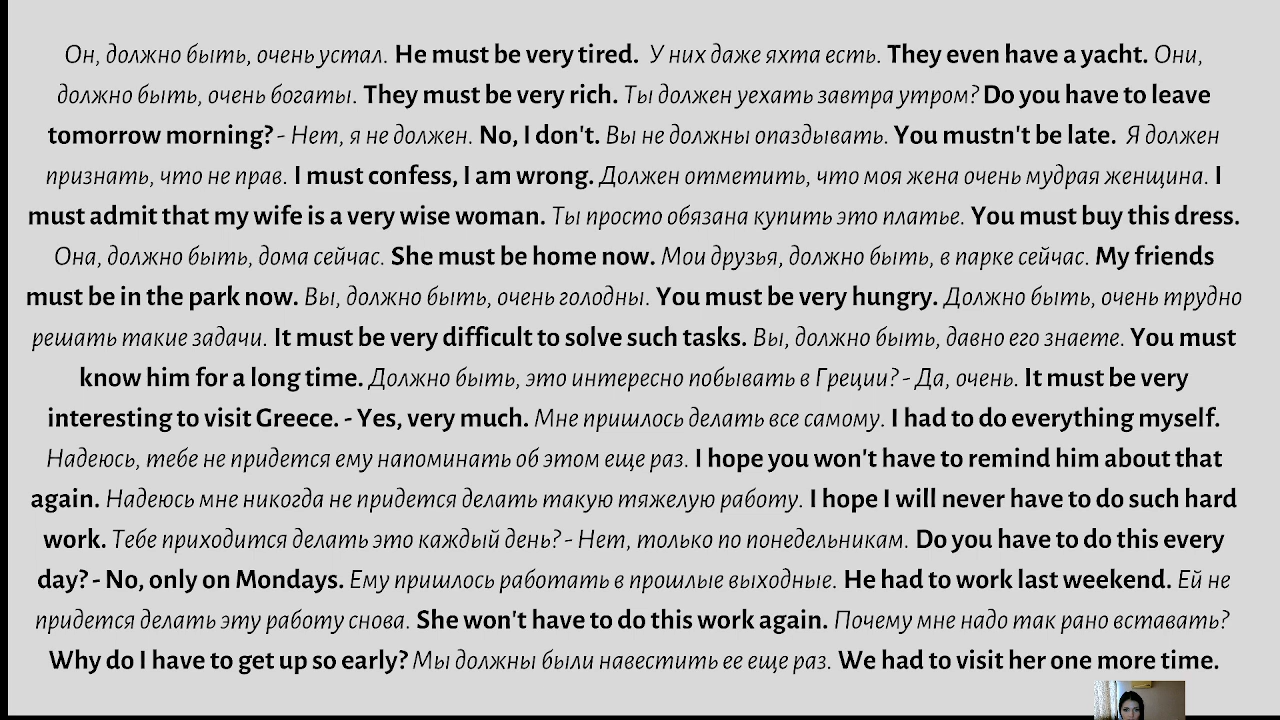 Он, должно быть, очень устал. He must be very tired. У них даже яхта есть. They even have a yacht. Они,
должно быть, очень богаты. They must be very rich. Ты должен уехать завтра утром? Do you have to leave
tomorrow morning? - Нет, я не должен. No, I don't. Вы не должны опаздывать. You mustn't be late. Я должен
признать, что не прав. I must confess, I am wrong. Должен отметить, что моя жена очень мудрая женщина. I
must admit that my wife is a very wise woman. Ты просто обязана купить это платье. You must buy this dress.
Она, должно быть, дома сейчас. She must be home now. Мои друзья, должно быть, в парке сейчас. My friends
must be in the park now. Вы, должно быть, очень голодны. You must be very hungry. Должно быть, очень трудно
решать такие задачи. It must be very difficult to solve such tasks. Вы, должно быть, давно его знаете. You must
know him for a long time. Должно быть, это интересно побывать в Греции? - Да, очень. It must be very
interesting to visit Greece. - Yes, very much. Мне пришлось делать все самому. I had to do everything myself.
Надеюсь, тебе не придется ему напоминать об этом еще раз. I hope you won't have to remind him about that
again. Надеюсь мне никогда не придется делать такую тяжелую работу. I hope I will never have to do such hard
work. Тебе приходится делать это каждый день? - Нет, только по понедельникам. Do you have to do this every
day? - No, only on Mondays. Ему пришлось работать в прошлые выходные. He had to work last weekend. Ей не
придется делать эту работу снова. She won't have to do this work again. Почему мне надо так рано вставать?
Why do I have to get up so early? Мы должны были навестить ее еще раз. We had to visit her one more time.